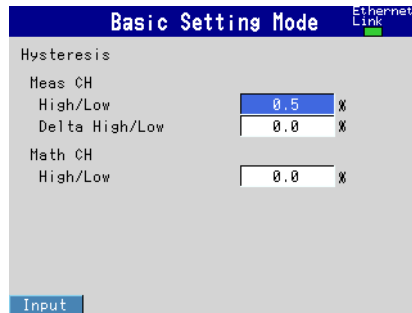 Basic Setting Mode
Ethernet
Link
Hysteresis
Meas CH
High/Low 0.5 %
Delta High/Low 0.0 %
Math CH
High/Low 0.0 %
Input